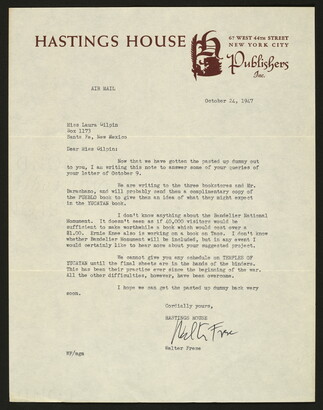 HASTINGS HOUSE
67 WEST 44TH STREET
NEW YORK CITY
Publishers
Inc.
AIR MAIL
October 24, 1947
Miss Laura Gilpin
Box 1173
Santa Fe, New Mexico
Dear Miss Gilpin:
Now that we have gotten the pasted up dummy out
to you, I am writing this note to answer some of your queries of
your letter of October 9.
We are writing to the three bookstores and Mr.
and will probably send them a complimentary copy of
the PUEBLO book to give them an idea of what they might expect
in the YUCATAN book.
I don't know anything about the Bandelier National
Monument. It doesn't seem as if 40,000 visitors would be
sufficient to make worthwhile a book which would cost over a
$1.00. Ernie Knee also is working on a book on Taos. I don't know
whether Bandelier Monument will be included, but in any event I
would certainly like to hear more about your suggested project.
We cannot give you any schedule on TEMPLES OF
YUCATAN until the final sheets are in the hands of the binders.
This has been their practice ever since the beginning of the war.
All the other difficulties, however, have been overcome.
I hope we can get the pasted up dummy back very
soon.
Cordially yours,
HASTINGS HOUSE
Walter Frese
Walter Frese
WF/agm